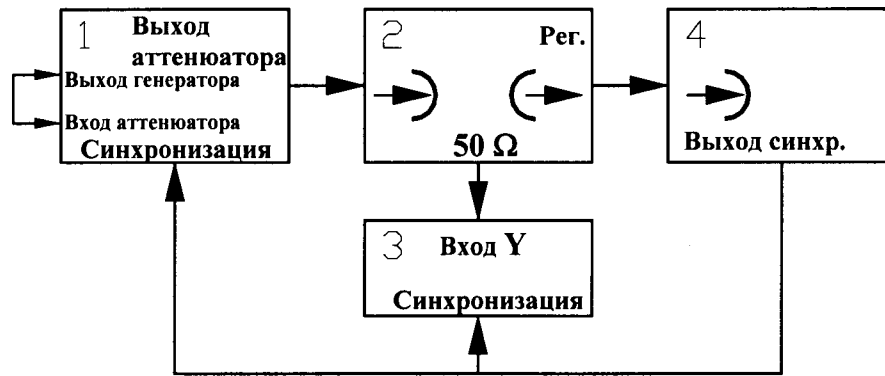 1
Выход
аттенюатора
Выход генератора
Вход аттенюатора
Синхронизация
2
Рег.
50 Ω
4
Выход синхр.
3
Вход Y
Синхронизация